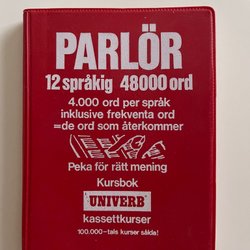 PARLÖR
12 språkig 48000 ord
4.000 ord per språk
inklusive frekventa ord
=de ord som återkommer
Peka för rätt mening
Kursbok
UNIVERB®
kassettkurser
100.000-tals kurser sålda!